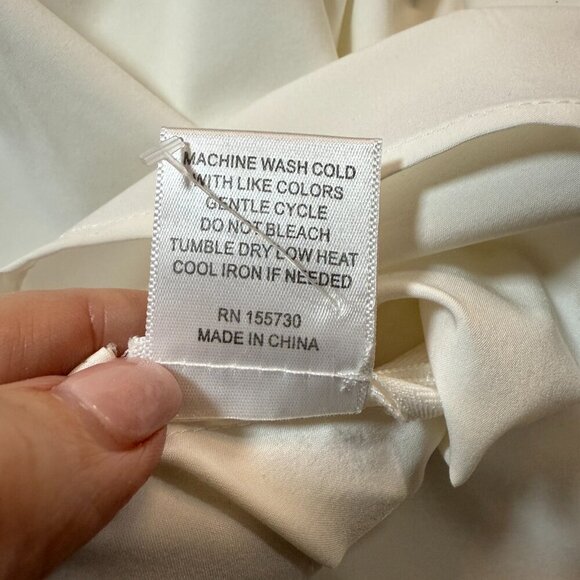 MACHINE WASH COLD
WITH LIKE COLORS
GENTLE CYCLE
DO NOT BLEACH
TUMBLE DRY LOW HEAT
COOL IRON IF NEEDED
RN 155730
MADE IN CHINA